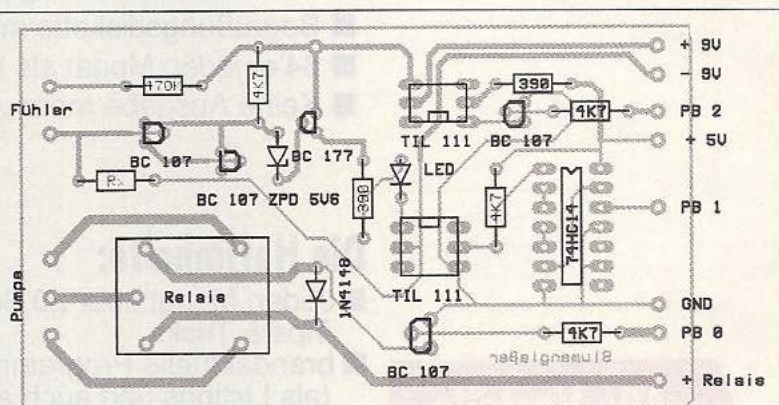 + 9V
- 9V
470K
4K7
390
Fühler
PB 2
4K7
TIL 111
BC 107
+ 5V
BC 107
BC 177
LED
Rx
BC 107 ZPD 5V6
390
4K7
74HC14
PB 1
Pumpe
Relais
1N4148
TIL 111
GND
4K7
PB 0
Blumengießer
BC 107
+ Relais